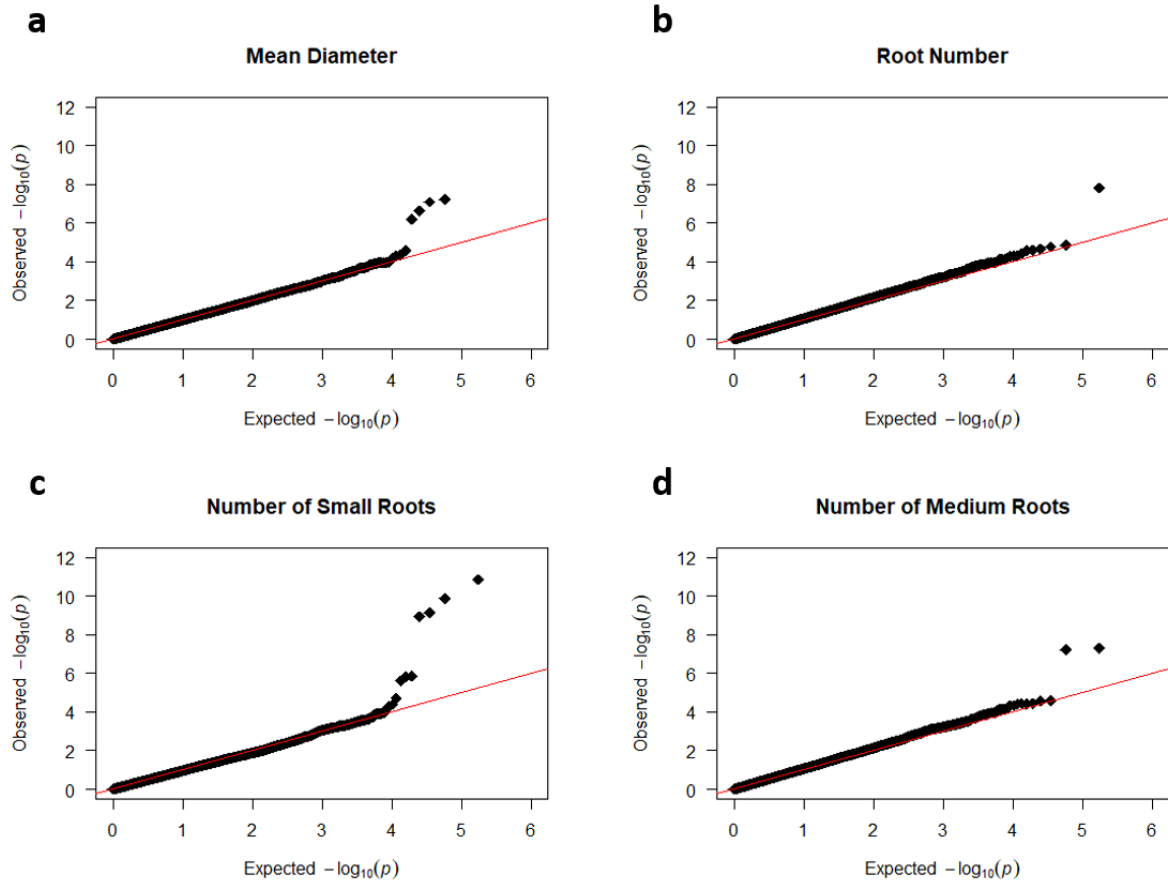 a
Mean Diameter
12
10
8
6
4
2
0
Observed −log10(p)
0 1 2 3 4 5 6
Expected −log10(p)
b
Root Number
12
10
8
6
4
2
0
Observed −log10(p)
0 1 2 3 4 5 6
Expected −log10(p)
c
Number of Small Roots
12
10
8
6
4
2
0
Observed −log10(p)
0 1 2 3 4 5 6
Expected −log10(p)
d
Number of Medium Roots
12
10
8
6
4
2
0
Observed −log10(p)
0 1 2 3 4 5 6
Expected −log10(p)